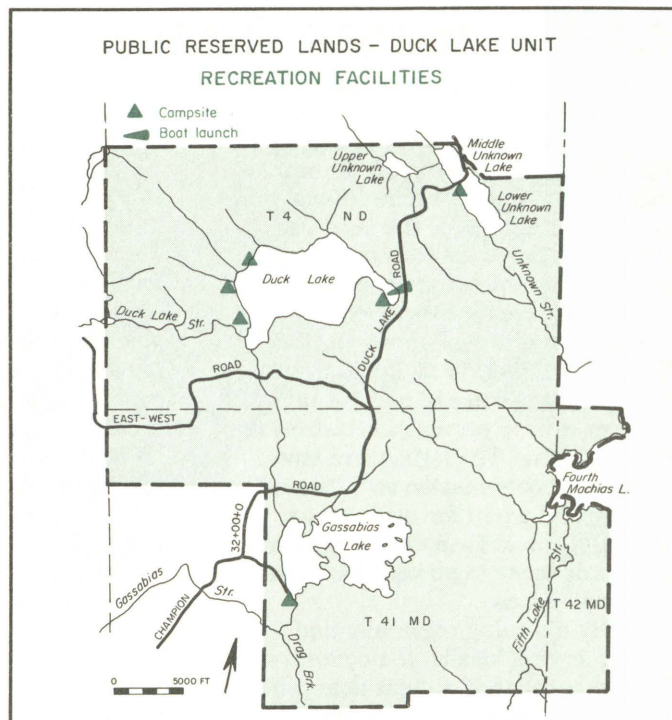 PUBLIC RESERVED LANDS – DUCK LAKE UNIT
RECREATION FACILITIES
Campsite
Boat launch
Middle
Unknown
Lake
Upper
Unknown
Lake
Lower
Unknown
Lake
T 4 ND
Duck Lake
ROAD
DUCK LAKE
Unknown Str.
Duck Lake
Str.
ROAD
EAST-WEST
Fourth
Machias L.
ROAD
32+00+0
Gassabias
Lake
Gassabias
Str.
CHAMPION
Drag
Brk.
T 41 MD
Fifth Lake
Str.
T 42 MD
0 5000 FT